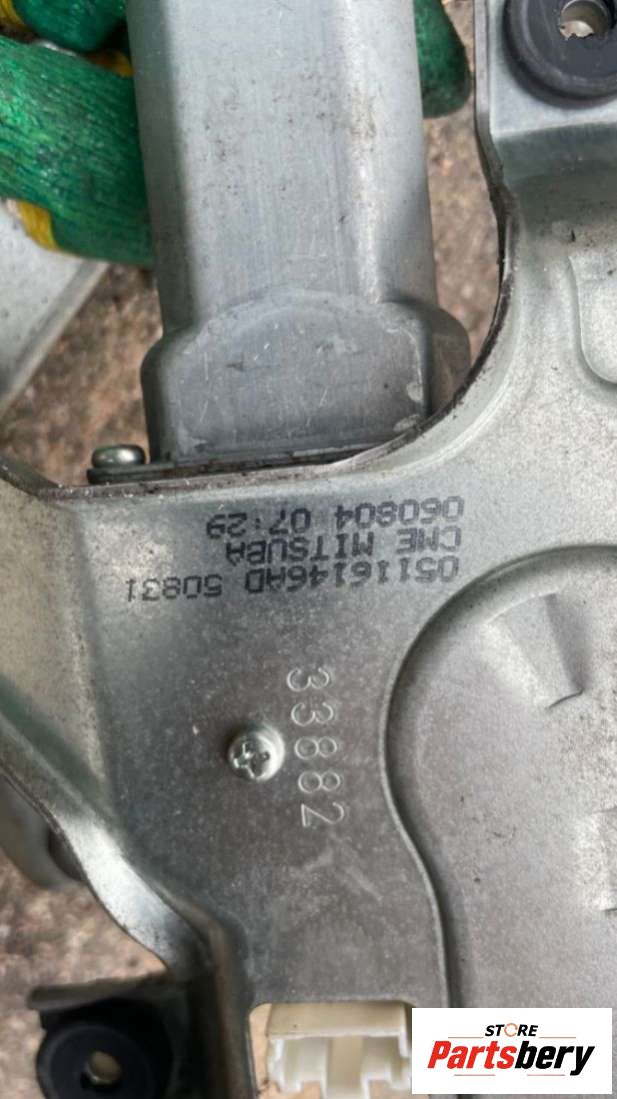 05116146AD 50831
CME MITSUBA
060804 07:29
33882
STORE
Partsbery